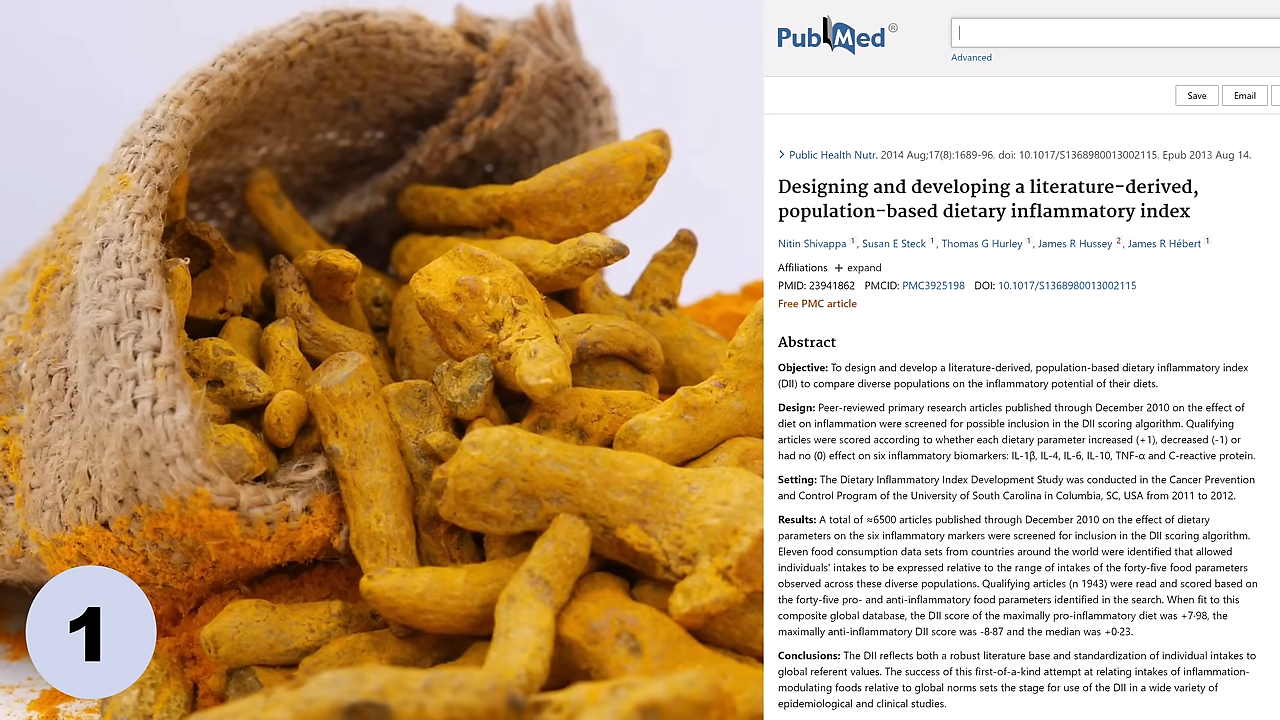 1
PubMed®
Advanced
Save Email
Public Health Nutr. 2014 Aug;17(8):1689-96. doi: 10.1017/S1368980013002115. Epub 2013 Aug 14.
Designing and developing a literature-derived,
population-based dietary inflammatory index
Nitin Shivappa 1, Susan E Steck 1, Thomas G Hurley 1, James R Hussey 2, James R Hébert 1
Affiliations + expand
PMID: 23941862 PMCID: PMC3925198 DOI: 10.1017/S1368980013002115
Free PMC article
Abstract
Objective: To design and develop a literature-derived, population-based dietary inflammatory index
(DII) to compare diverse populations on the inflammatory potential of their diets.
Design: Peer-reviewed primary research articles published through December 2010 on the effect of
diet on inflammation were screened for possible inclusion in the DII scoring algorithm. Qualifying
articles were scored according to whether each dietary parameter increased (+1), decreased (-1) or
had no (0) effect on six inflammatory biomarkers: IL-1β, IL-4, IL-6, IL-10, TNF-α and C-reactive protein.
Setting: The Dietary Inflammatory Index Development Study was conducted in the Cancer Prevention
and Control Program of the University of South Carolina in Columbia, SC, USA from 2011 to 2012.
Results: A total of ≈6500 articles published through December 2010 on the effect of dietary
parameters on the six inflammatory markers were screened for inclusion in the DII scoring algorithm.
Eleven food consumption data sets from countries around the world were identified that allowed
individuals' intakes to be expressed relative to the range of intakes of the forty-five food parameters
observed across these diverse populations. Qualifying articles (n 1943) were read and scored based on
the forty-five pro- and anti-inflammatory food parameters identified in the search. When fit to this
composite global database, the DII score of the maximally pro-inflammatory diet was +7·98, the
maximally anti-inflammatory DII score was -8·87 and the median was +0·23.
Conclusions: The DII reflects both a robust literature base and standardization of individual intakes to
global referent values. The success of this first-of-a-kind attempt at relating intakes of inflammation-
modulating foods relative to global norms sets the stage for use of the DII in a wide variety of
epidemiological and clinical studies.